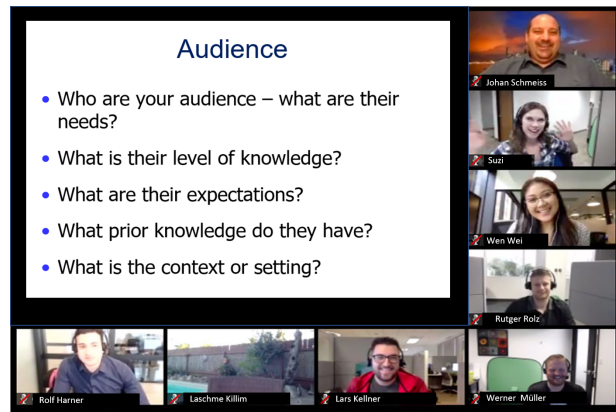 Audience
• Who are your audience – what are their
needs?
• What is their level of knowledge?
• What are their expectations?
• What prior knowledge do they have?
• What is the context or setting?
Johan Schmeiss
Suzi
Wen Wei
Rutger Rolz
Rolf Harner
Laschme Killim
Lars Kellner
Werner Müller